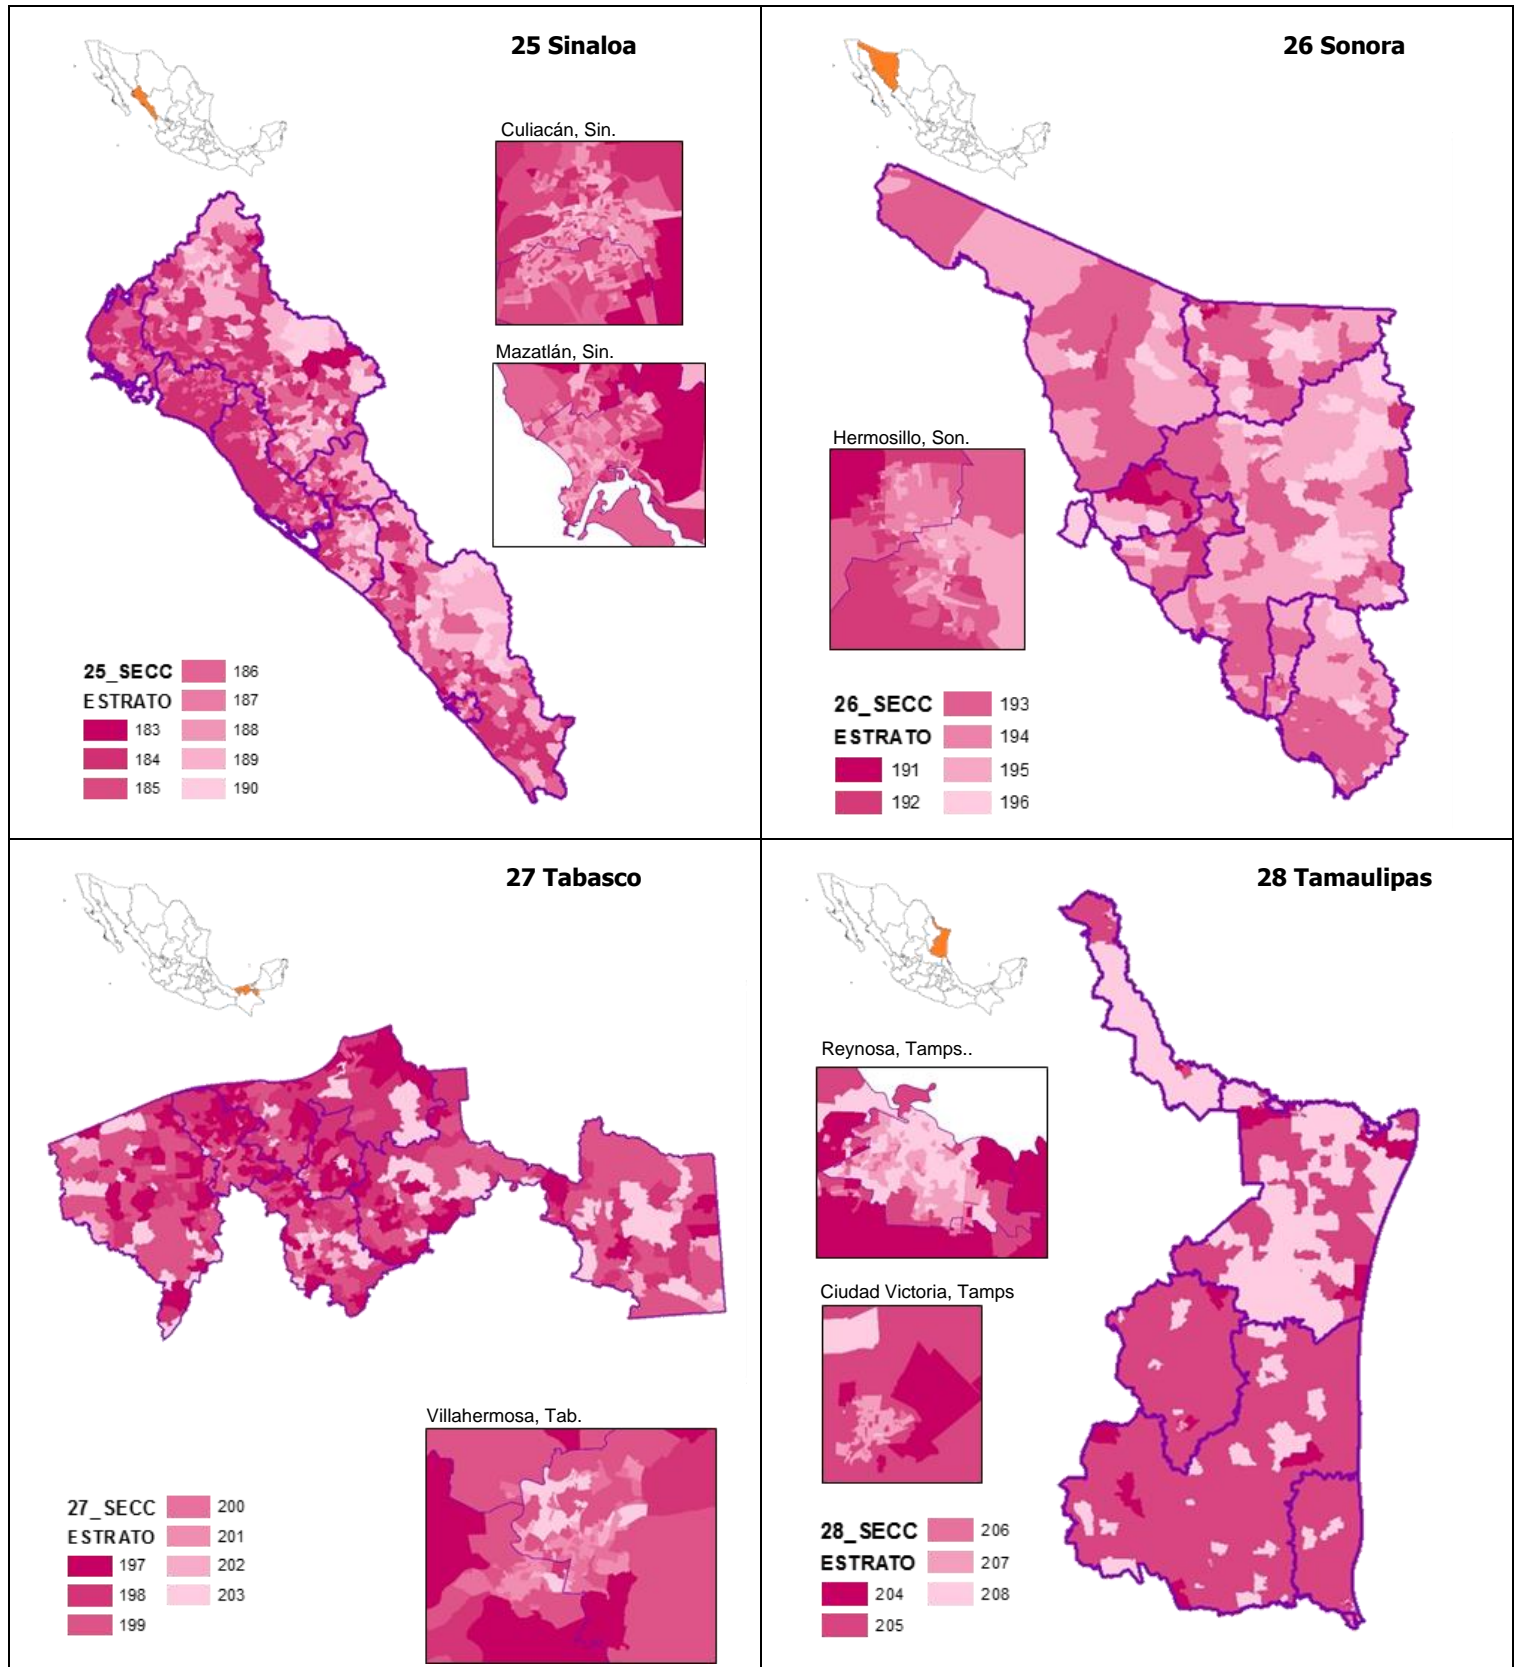 25 Sinaloa
Culiacán, Sin.
Mazatlán, Sin.
25_SECC
ESTRATO
183
184
185
186
187
188
189
190
26 Sonora
Hermosillo, Son.
26_SECC
ESTRATO
191
192
193
194
195
196
27 Tabasco
Villahermosa, Tab.
27_SECC
ESTRATO
197
198
199
200
201
202
203
28 Tamaulipas
Reynosa, Tamps..
Ciudad Victoria, Tamps
28_SECC
ESTRATO
204
205
206
207
208